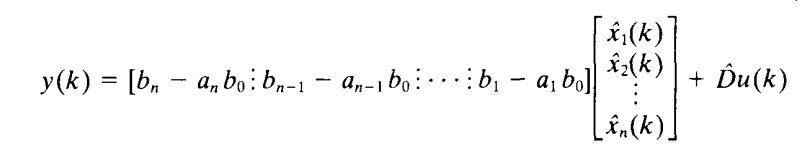 y(k) = [b_n − a_n b_0 ⋮ b_{n−1} − a_{n−1} b_0 ⋮ ⋯ ⋮ b_1 − a_1 b_0] [x̂_1(k) x̂_2(k) ⋮ x̂_n(k)] + D̂u(k)